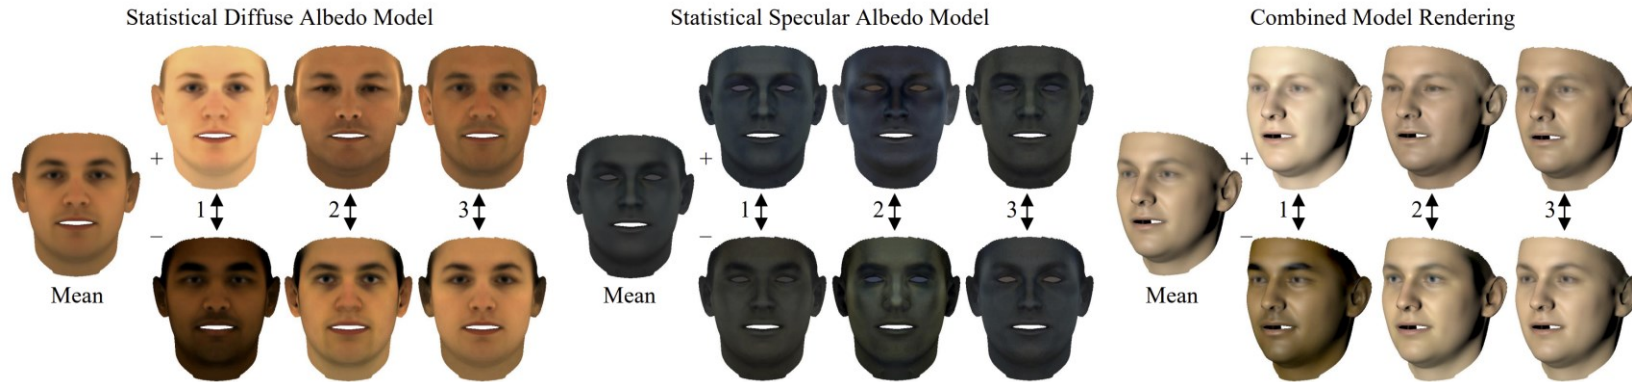 Statistical Diffuse Albedo Model
Statistical Specular Albedo Model
Combined Model Rendering
+
+
+
1
2
3
1
2
3
1
2
3
−
−
−
Mean
Mean
Mean